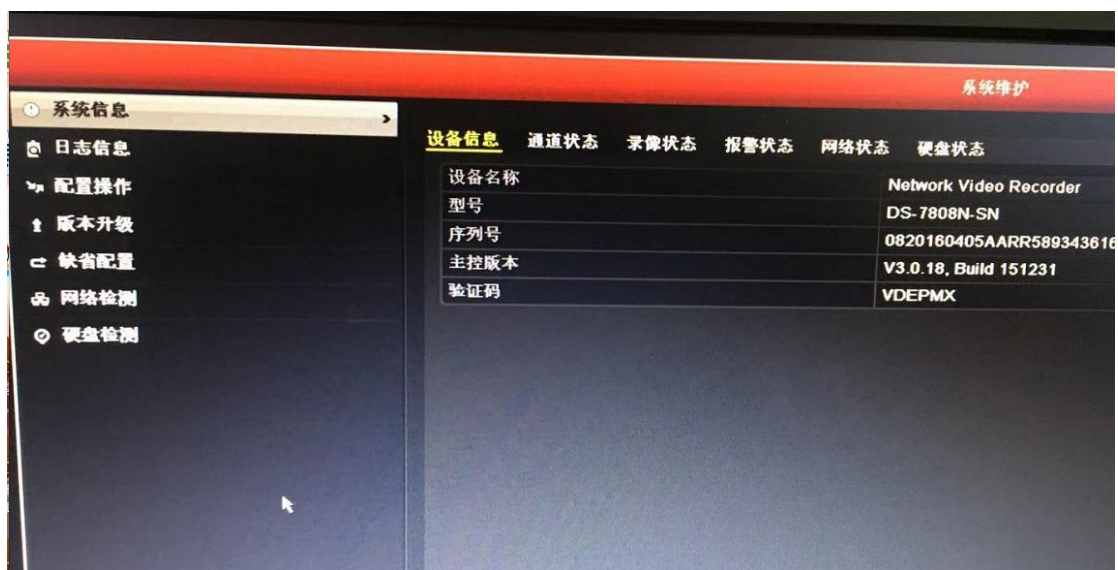 系统维护
系统信息
日志信息
配置操作
版本升级
缺省配置
网络检测
硬盘检测
设备信息 通道状态 录像状态 报警状态 网络状态 硬盘状态
设备名称 Network Video Recorder
型号 DS-7808N-SN
序列号 0820160405AARR589343616
主控版本 V3.0.18, Build 151231
验证码 VDEPMX